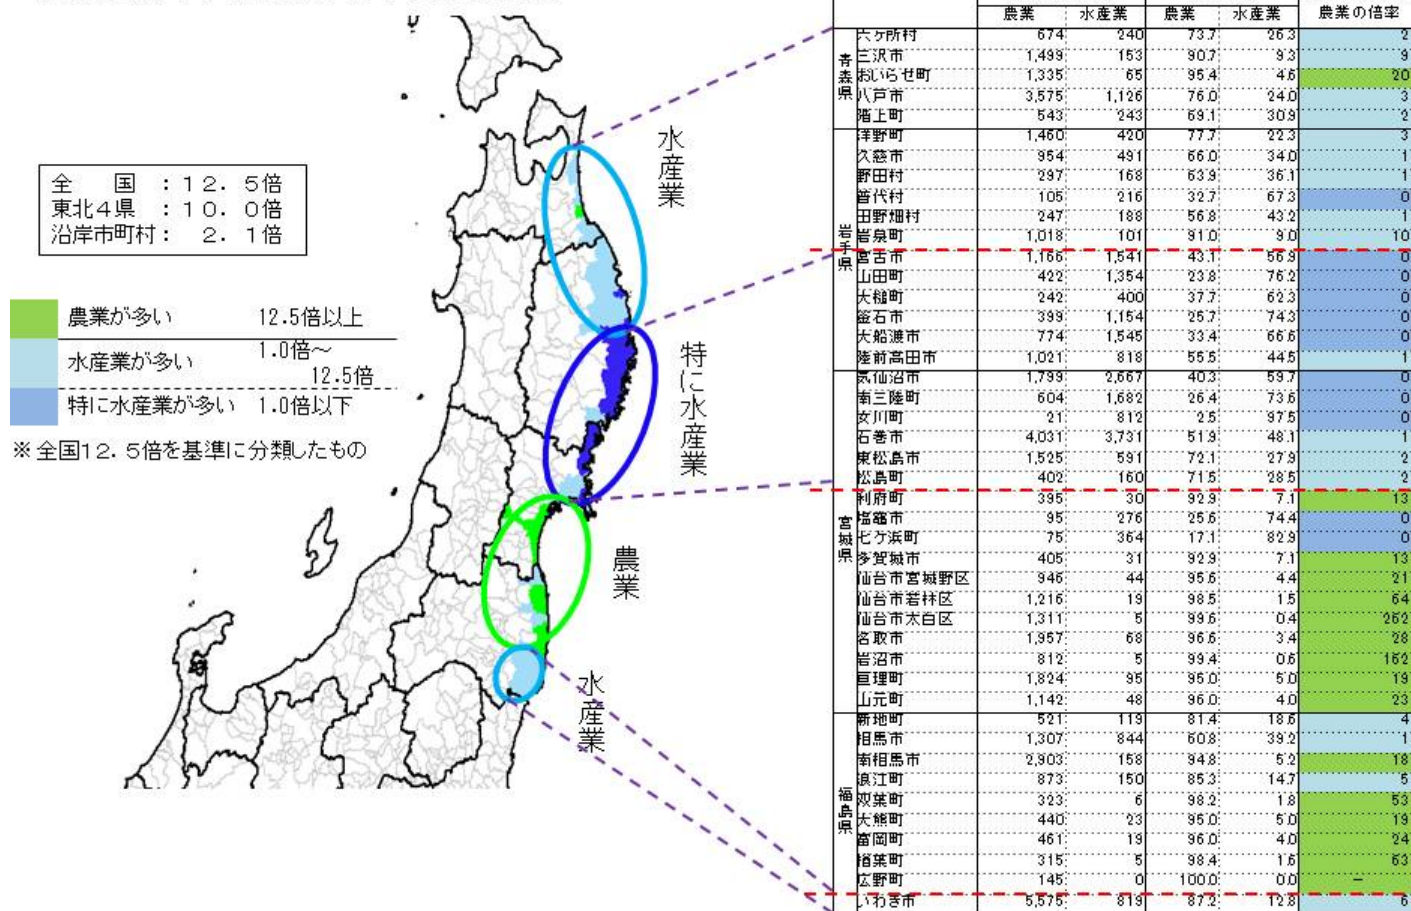 農業 水産業 農業 水産業 農業の倍率
全　国 ：１２．５倍
東北４県 ：１０．０倍
沿岸市町村： ２．１倍
農業が多い 12.5倍以上
水産業が多い 1.0倍～
12.5倍
特に水産業が多い 1.0倍以下
※全国１２．５倍を基準に分類したもの
水産業
特に水産業
農業
水産業
青森県
六ヶ所村 674 240 73.7 26.3 2
三沢市 1,499 153 90.7 9.3 9
おいらせ町 1,335 65 95.4 4.6 20
八戸市 3,575 1,126 76.0 24.0 3
階上町 543 243 69.1 30.9 2
岩手県
洋野町 1,460 420 77.7 22.3 3
久慈市 954 491 66.0 34.0 1
野田村 297 168 63.9 36.1 1
普代村 105 216 32.7 67.3 0
田野畑村 247 188 56.8 43.2 1
岩泉町 1,018 101 91.0 9.0 10
宮古市 1,166 1,541 43.1 56.9 0
山田町 422 1,354 23.8 76.2 0
大槌町 242 400 37.7 62.3 0
釜石市 399 1,154 25.7 74.3 0
大船渡市 774 1,545 33.4 66.6 0
陸前高田市 1,021 818 55.5 44.5 1
宮城県
気仙沼市 1,799 2,667 40.3 59.7 0
南三陸町 604 1,682 26.4 73.6 0
女川町 21 812 2.5 97.5 0
石巻市 4,031 3,731 51.9 48.1 1
東松島市 1,525 591 72.1 27.9 2
松島町 402 160 71.5 28.5 2
利府町 395 30 92.9 7.1 13
塩竈市 95 276 25.6 74.4 0
七ケ浜町 75 364 17.1 82.9 0
多賀城市 405 31 92.9 7.1 13
仙台市宮城野区 946 44 95.6 4.4 21
仙台市若林区 1,216 19 98.5 1.5 64
仙台市太白区 1,311 5 99.6 0.4 262
名取市 1,957 68 96.6 3.4 28
岩沼市 812 5 99.4 0.6 162
亘理町 1,824 95 95.0 5.0 19
山元町 1,142 48 96.0 4.0 23
福島県
新地町 521 119 81.4 18.6 4
相馬市 1,307 844 60.8 39.2 1
南相馬市 2,903 158 94.8 5.2 18
浪江町 873 150 85.3 14.7 5
双葉町 323 6 98.2 1.8 53
大熊町 440 23 95.0 5.0 19
富岡町 461 19 96.0 4.0 24
楢葉町 315 5 98.4 1.6 63
広野町 145 0 100.0 0.0 －
いわき市 5,575 819 87.2 12.8 6